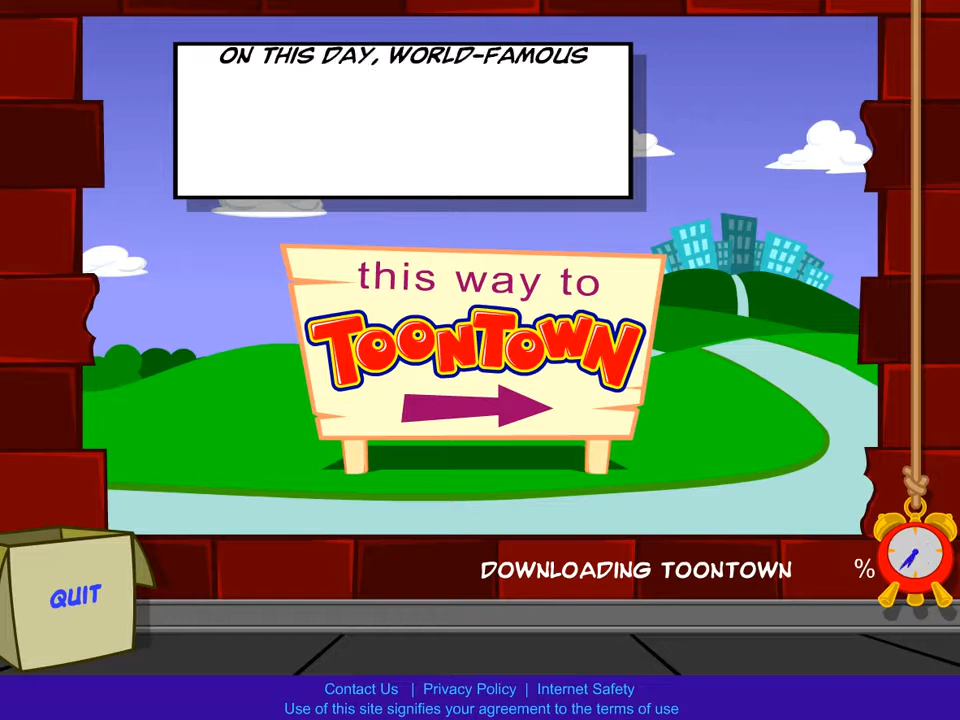 ON THIS DAY, WORLD-FAMOUS
this way to
TOONTOWN
DOWNLOADING TOONTOWN %
QUIT
Contact Us | Privacy Policy | Internet Safety
Use of this site signifies your agreement to the terms of use